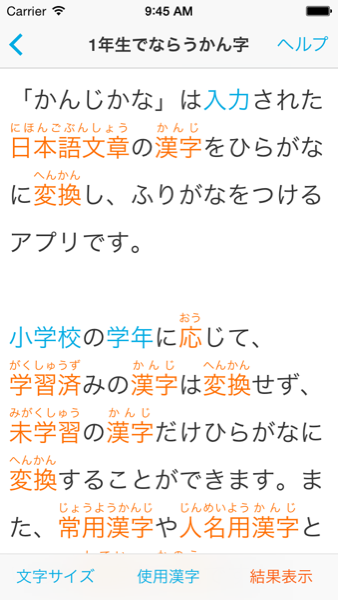 Carrier 9:45 AM
1年生でならうかん字 ヘルプ
「かんじかな」は入力された
にほんごぶんしょう かんじ
日本語文章の漢字をひらがな
へんかん
に変換し、ふりがなをつける
アプリです。
おう
小学校の学年に応じて、
がくしゅうず かんじ へんかん
学習済みの漢字は変換せず、
みがくしゅう かんじ
未学習の漢字だけひらがなに
へんかん
変換することができます。ま
じょうようかんじ じんめいようかんじ
た、常用漢字や人名用漢字と
文字サイズ 使用漢字 結果表示